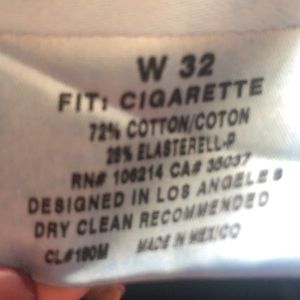 W 32
FIT: CIGARETTE
72% COTTON/COTON
28% ELASTERELL-P
RN# 106214 CA# 35037
DESIGNED IN LOS ANGELES
DRY CLEAN RECOMMENDED
CL#180M MADE IN MEXICO